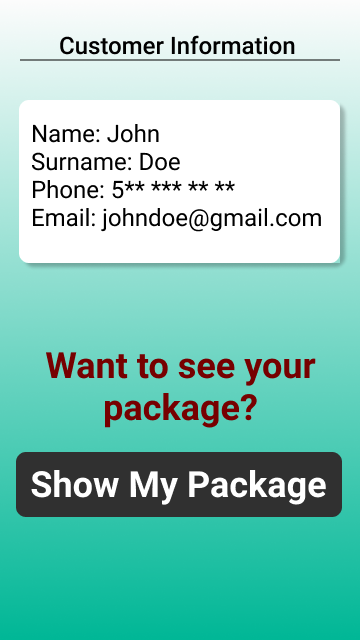 Customer Information
Name: John
Surname: Doe
Phone: 5** *** ** **
Email: johndoe@gmail.com
Want to see your
package?
Show My Package